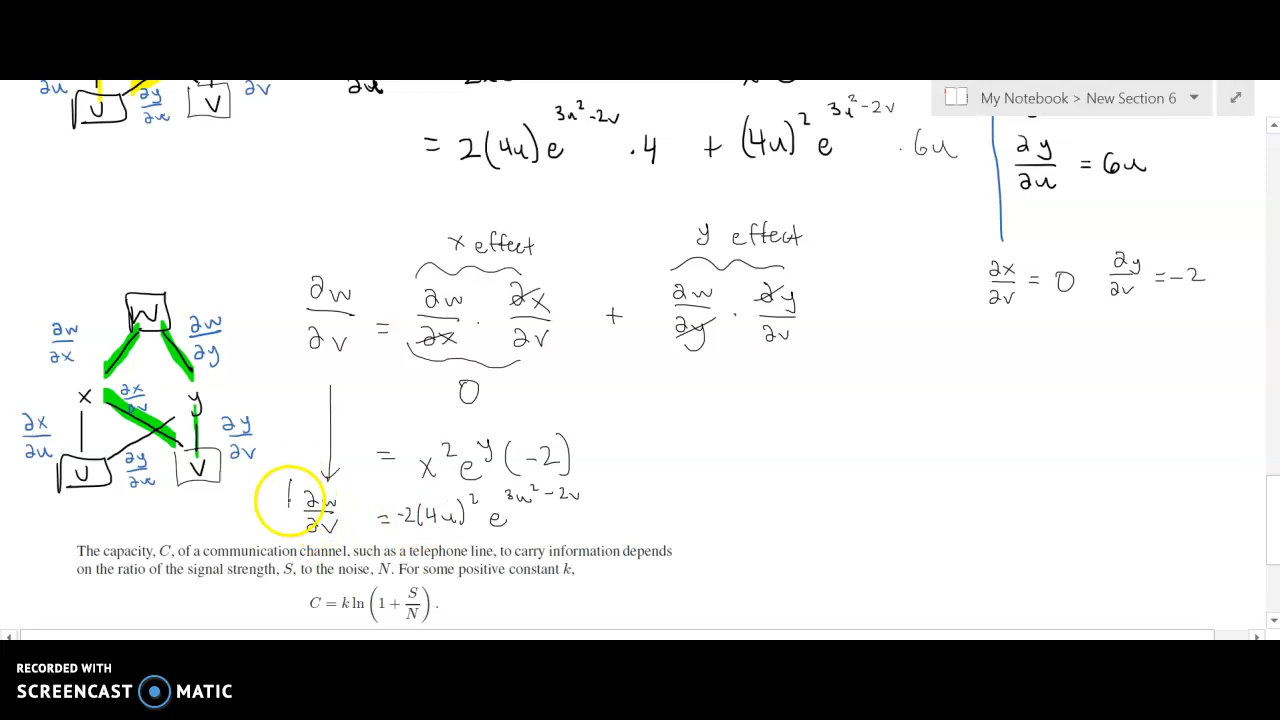 ∂u ∂y/∂u V ∂v ∂u
U
My Notebook > New Section 6
= 2(4u)e^(3u²-2v) · 4 + (4u)² e^(3u²-2v) · 6u
∂y/∂u = 6u
x effect y effect
∂w/∂v = ∂w/∂x · ∂x/∂v + ∂w/∂y · ∂y/∂v
0
∂x/∂v = 0 ∂y/∂v = -2
W
∂w/∂x ∂w/∂y
x ∂x/∂v y
∂x/∂u ∂y/∂v
U ∂y/∂u V
= x² e^y (-2)
∂w/∂v = -2(4u)² e^(3u²-2v)
The capacity, C, of a communication channel, such as a telephone line, to carry information depends
on the ratio of the signal strength, S, to the noise, N. For some positive constant k,
C = k ln (1 + S/N).
RECORDED WITH
SCREENCAST MATIC